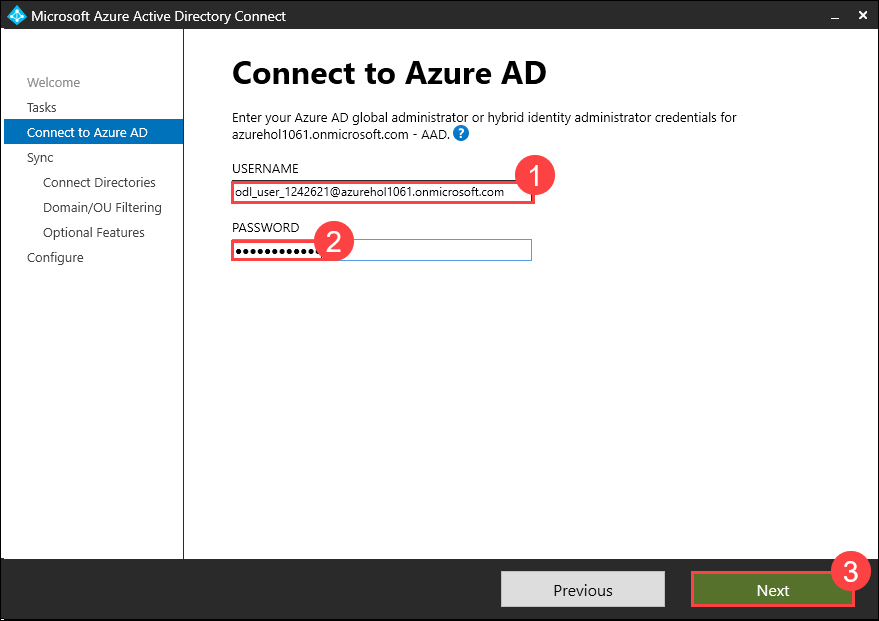 Microsoft Azure Active Directory Connect
Welcome
Tasks
Connect to Azure AD
Sync
Connect Directories
Domain/OU Filtering
Optional Features
Configure
Connect to Azure AD
Enter your Azure AD global administrator or hybrid identity administrator credentials for
azurehol1061.onmicrosoft.com - AAD. ?
USERNAME
1
odl_user_1242621@azurehol1061.onmicrosoft.com
PASSWORD
2
●●●●●●●●●●●●
Previous
Next
3